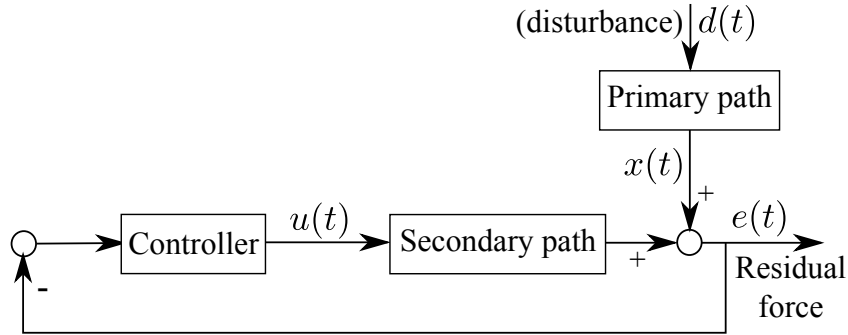 (disturbance) d(t)
Primary path
x(t)
+
u(t)
e(t)
Controller
Secondary path
+
-
Residual
force